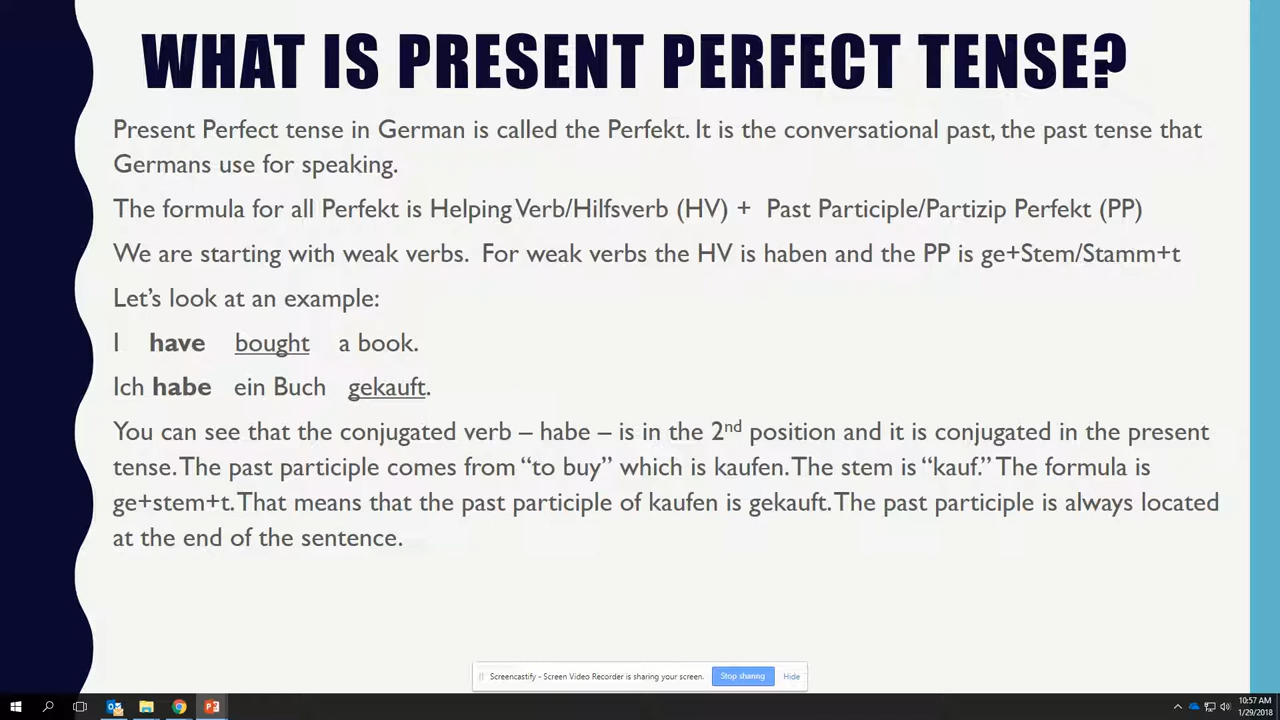 WHAT IS PRESENT PERFECT TENSE?
Present Perfect tense in German is called the Perfekt. It is the conversational past, the past tense that
Germans use for speaking.
The formula for all Perfekt is Helping Verb/Hilfsverb (HV) + Past Participle/Partizip Perfekt (PP)
We are starting with weak verbs. For weak verbs the HV is haben and the PP is ge+Stem/Stamm+t
Let's look at an example:
I have bought a book.
Ich habe ein Buch gekauft.
You can see that the conjugated verb – habe – is in the 2nd position and it is conjugated in the present
tense. The past participle comes from “to buy” which is kaufen. The stem is “kauf.” The formula is
ge+stem+t. That means that the past participle of kaufen is gekauft. The past participle is always located
at the end of the sentence.
Screencastify - Screen Video Recorder is sharing your screen. Stop sharing Hide
10:57 AM
1/29/2018